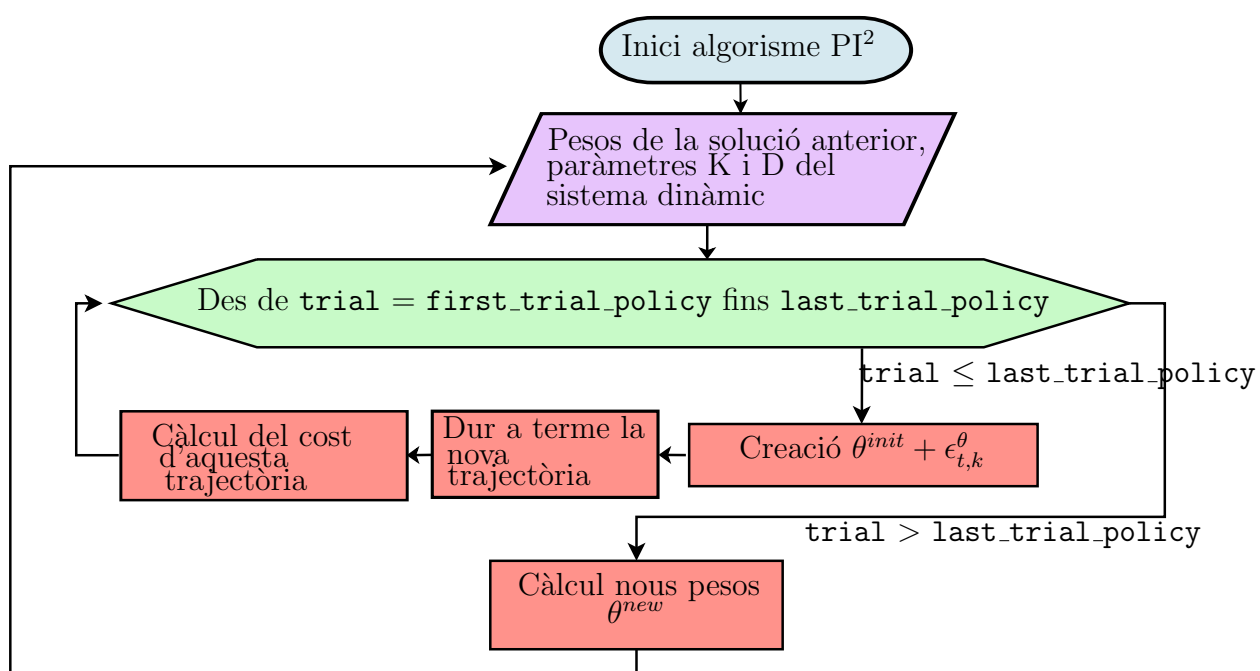 Inici algorisme PI²
Pesos de la solució anterior,
paràmetres K i D del
sistema dinàmic
Des de trial = first_trial_policy fins last_trial_policy
trial ≤ last_trial_policy
Creació θ^{init} + ϵ^{θ}_{t,k}
Dur a terme la
nova
trajectòria
Càlcul del cost
d'aquesta
trajectòria
trial > last_trial_policy
Càlcul nous pesos
θ^{new}